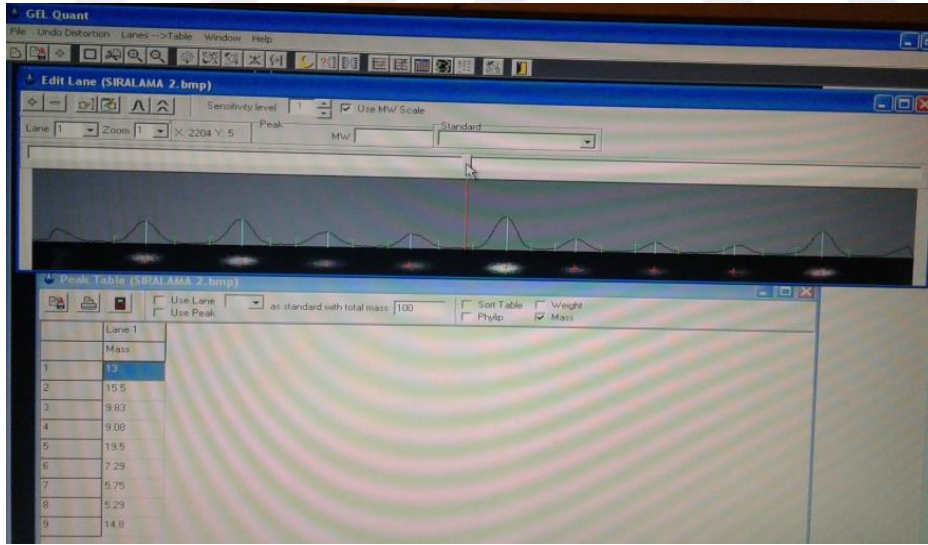 GEL Quant
File Undo Distortion Lanes-->Table Window Help
Edit Lane (SIRALAMA 2.bmp)
Sensitivity level 1 Use MW Scale
Lane 1 Zoom 1 X: 2204 Y: 5 Peak MW Standard
Peak Table (SIRALAMA 2.bmp)
Use Lane as standard with total mass 100 Sort Table Weight
Use Peak Phylip Mass
Lane 1
Mass
1 13
2 15.5
3 9.83
4 9.08
5 19.5
6 7.29
7 5.75
8 5.29
9 14.8